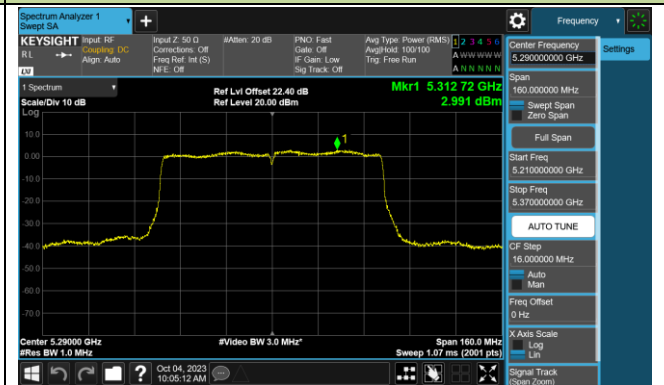 Spectrum Analyzer 1
Swept SA
+
Frequency
KEYSIGHT
Input: RF
Coupling: DC
Align: Auto
Input Z: 50 Ω
Corrections: Off
Freq Ref: Int (S)
NFE: Off
#Atten: 20 dB
PNO: Fast
Gate: Off
IF Gain: Low
Sig Track: Off
Avg Type: Power (RMS)
Avg|Hold: 100/100
Trig: Free Run
1 2 3 4 5 6
A W W W W W
A N N N N N
RL
LXI
1 Spectrum
Scale/Div 10 dB
Log
Ref Lvl Offset 22.40 dB
Ref Level 20.00 dBm
Mkr1 5.312 72 GHz
2.991 dBm
1
10.0
0.00
-10.0
-20.0
-30.0
-40.0
-50.0
-60.0
-70.0
Center 5.29000 GHz
#Res BW 1.0 MHz
#Video BW 3.0 MHz*
Span 160.0 MHz
Sweep 1.07 ms (2001 pts)
Center Frequency
5.290000000 GHz
Settings
Span
160.000000 MHz
Swept Span
Zero Span
Full Span
Start Freq
5.210000000 GHz
Stop Freq
5.370000000 GHz
AUTO TUNE
CF Step
16.000000 MHz
Auto
Man
Freq Offset
0 Hz
X Axis Scale
Log
Lin
Signal Track
(Span Zoom)
?
Oct 04, 2023
10:05:12 AM